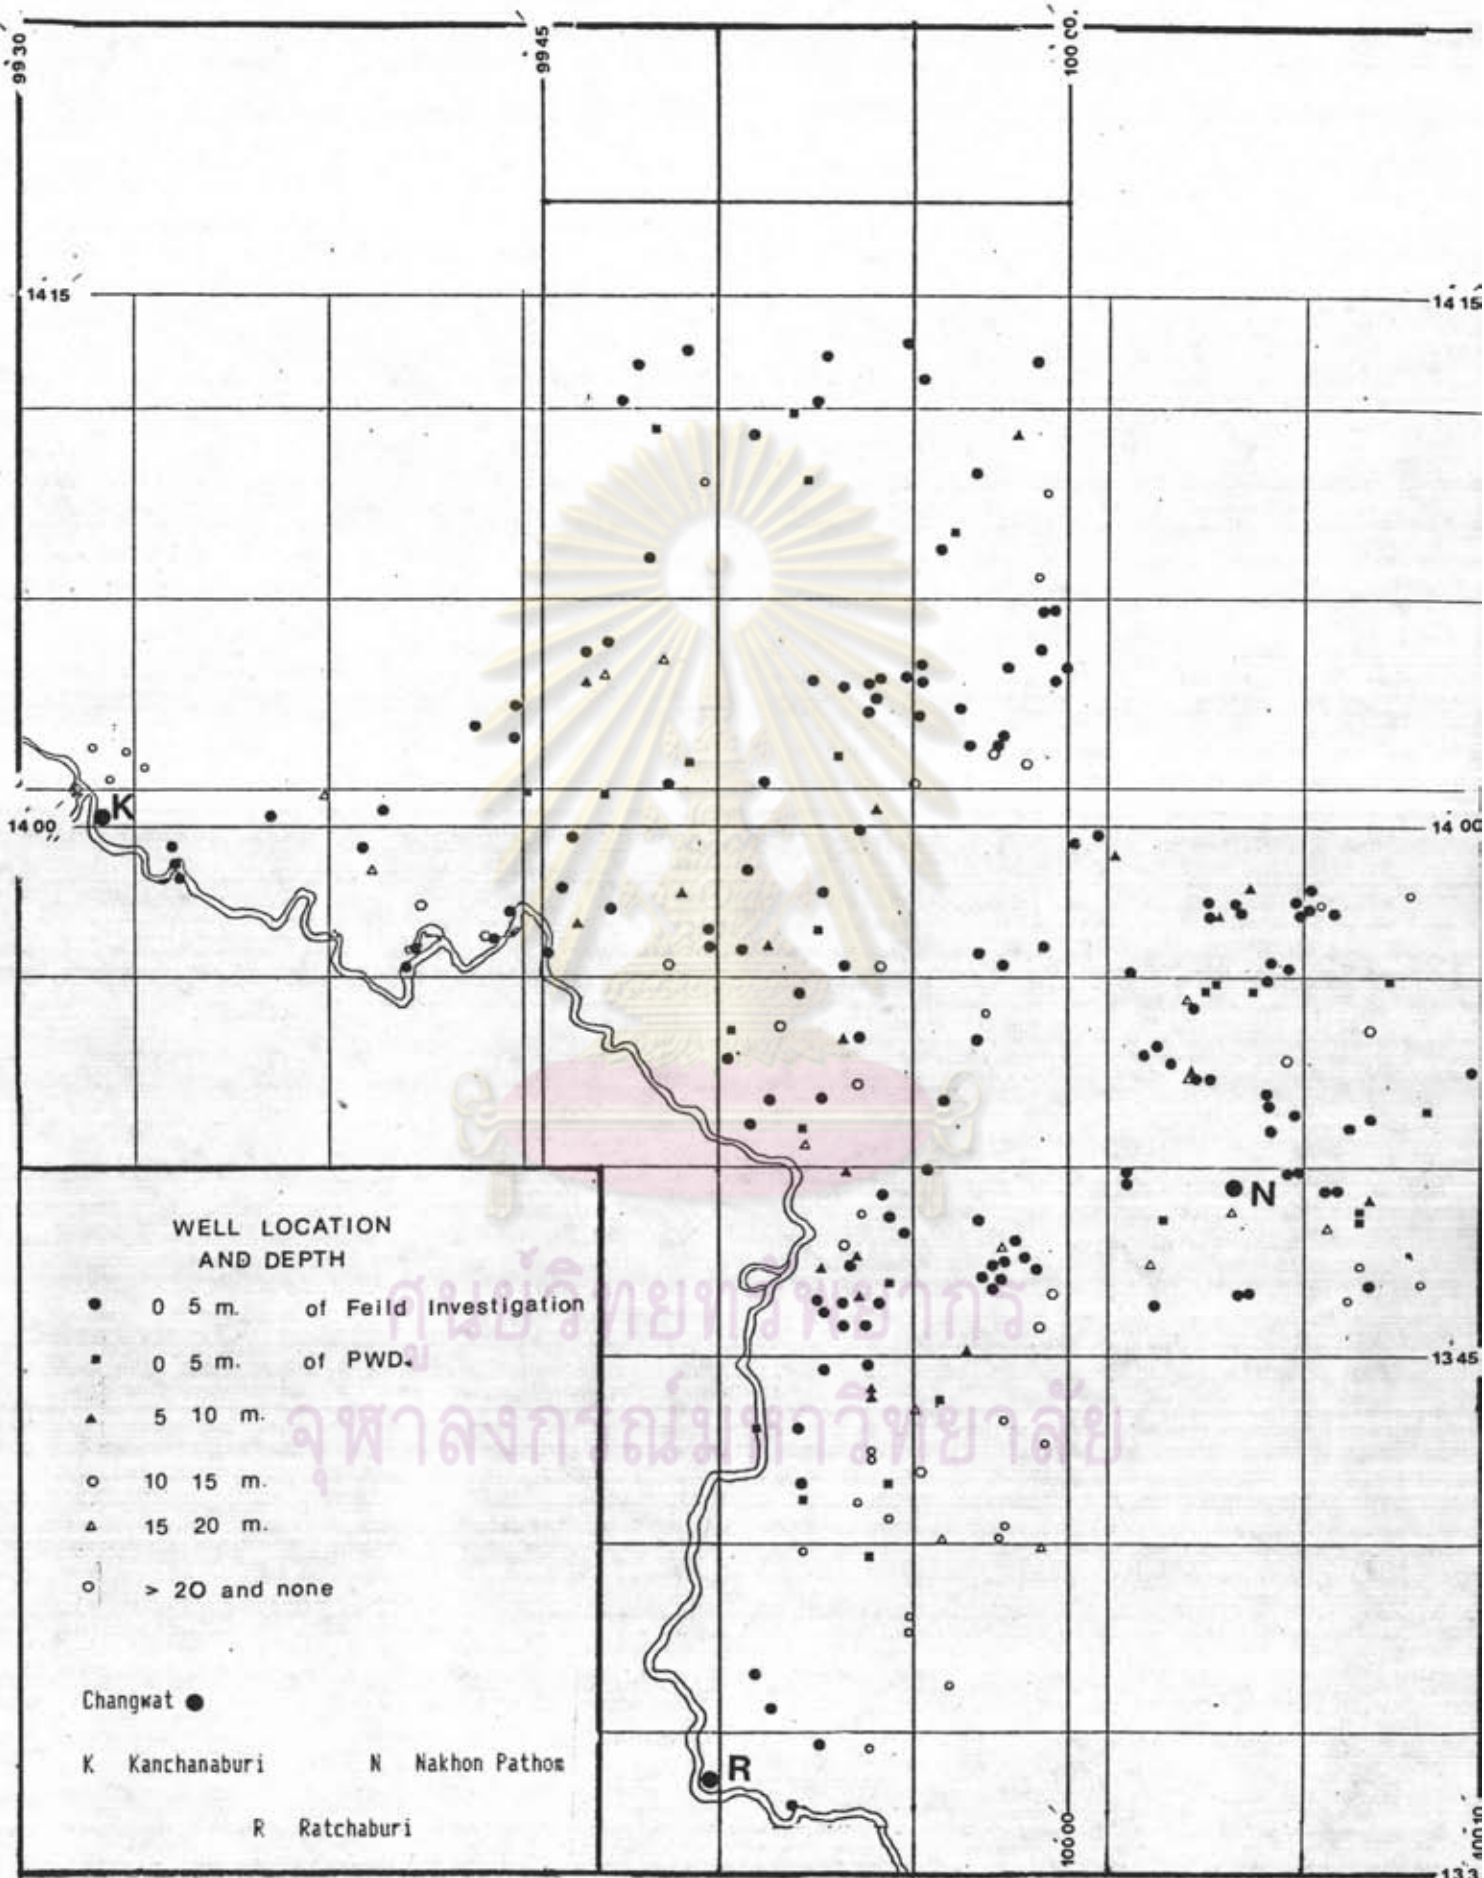 99 30
99 45
100 00.
14 15
14 15
K
14 00
14 00
N
WELL LOCATION
AND DEPTH
0 5 m. of Feild Investigation
0 5 m. of PWD.
5 10 m.
10 15 m.
15 20 m.
> 20 and none
ศูนย์วิทยทรัพยากร
จุฬาลงกรณ์มหาวิทยาลัย
13 45
Changwat
K Kanchanaburi N Nakhon Pathom
R Ratchaburi
R
100 00